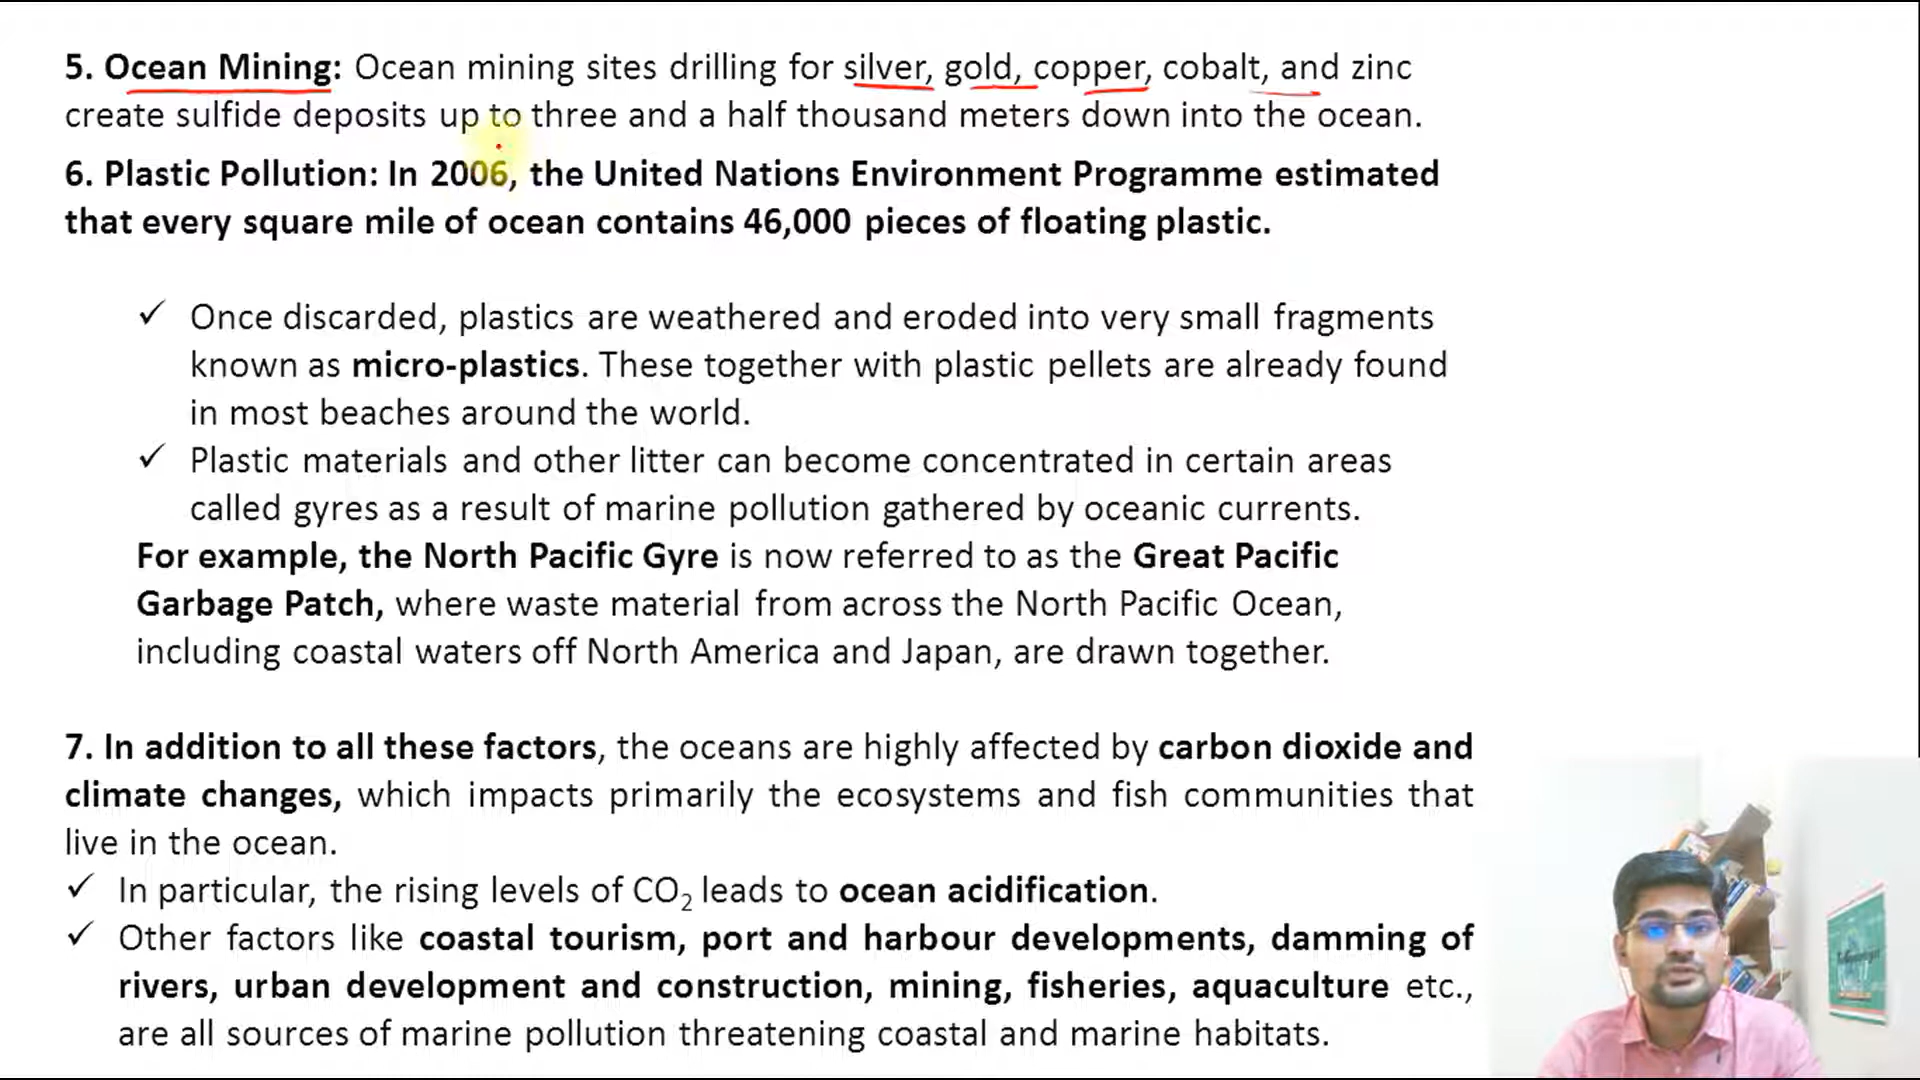 5. Ocean Mining: Ocean mining sites drilling for silver, gold, copper, cobalt, and zinc
create sulfide deposits up to three and a half thousand meters down into the ocean.
6. Plastic Pollution: In 2006, the United Nations Environment Programme estimated
that every square mile of ocean contains 46,000 pieces of floating plastic.
✓ Once discarded, plastics are weathered and eroded into very small fragments
known as micro-plastics. These together with plastic pellets are already found
in most beaches around the world.
✓ Plastic materials and other litter can become concentrated in certain areas
called gyres as a result of marine pollution gathered by oceanic currents.
For example, the North Pacific Gyre is now referred to as the Great Pacific
Garbage Patch, where waste material from across the North Pacific Ocean,
including coastal waters off North America and Japan, are drawn together.
7. In addition to all these factors, the oceans are highly affected by carbon dioxide and
climate changes, which impacts primarily the ecosystems and fish communities that
live in the ocean.
✓ In particular, the rising levels of CO₂ leads to ocean acidification.
✓ Other factors like coastal tourism, port and harbour developments, damming of
rivers, urban development and construction, mining, fisheries, aquaculture etc.,
are all sources of marine pollution threatening coastal and marine habitats.